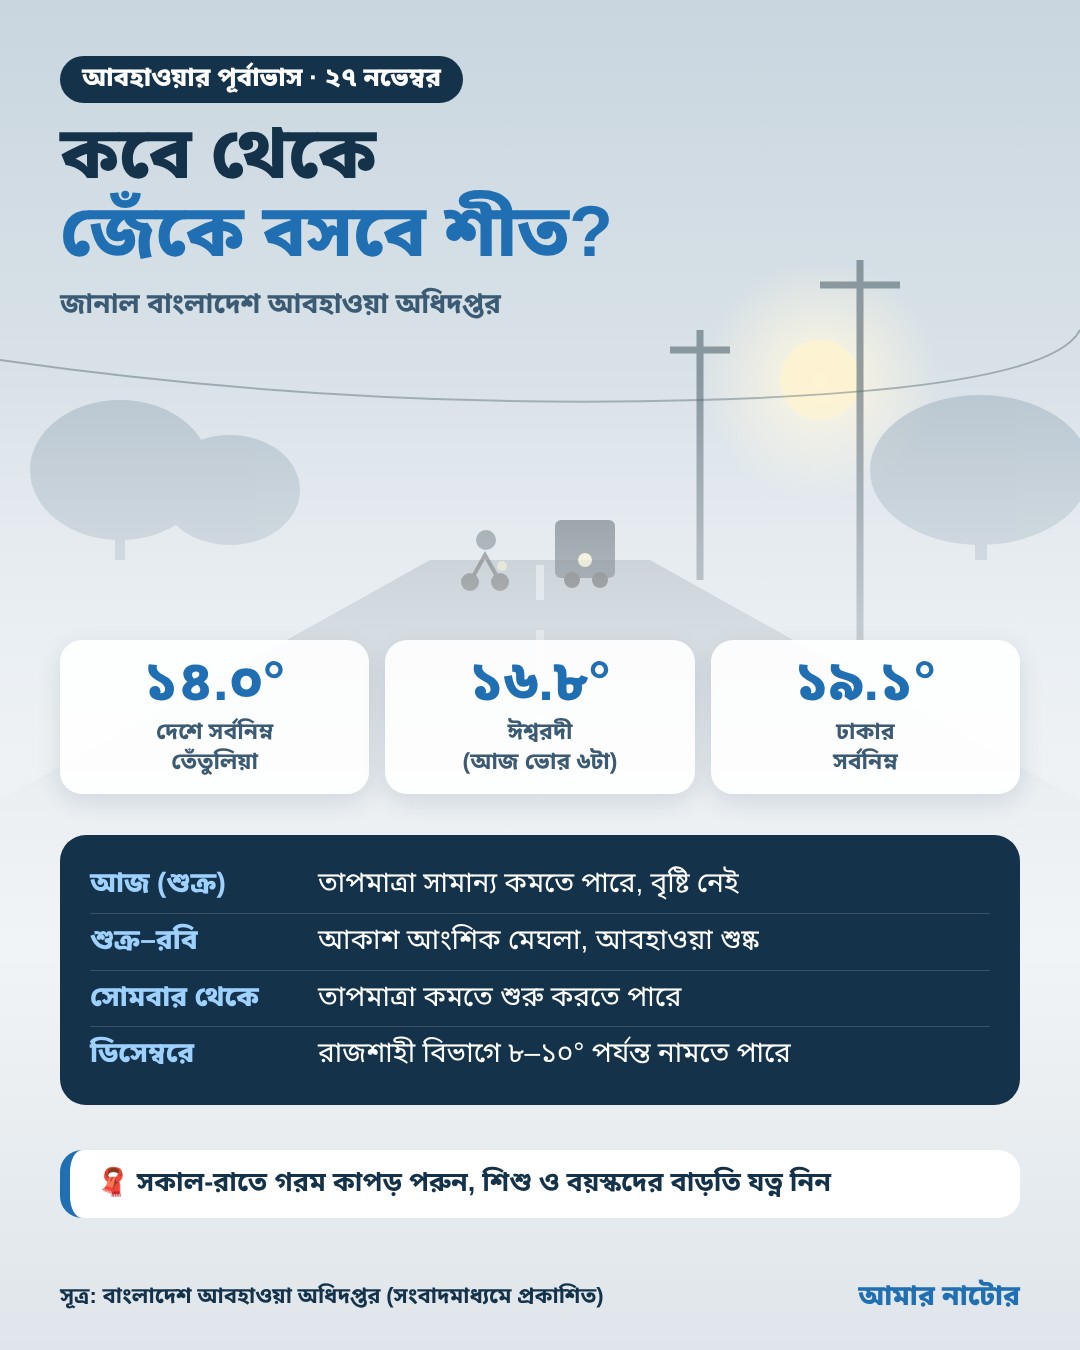 আবহাওয়ার পূর্বাভাস · ২৭ নভেম্বর
কবে থেকে
জেঁকে বসবে শীত?
জানাল বাংলাদেশ আবহাওয়া অধিদপ্তর
১৪.০° ১৬.৮° ১৯.১°
দেশে সর্বনিম্ন ঈশ্বরদী ঢাকার
তেঁতুলিয়া (আজ ভোর ৬টা) সর্বনিম্ন
আজ (শুক্র) তাপমাত্রা সামান্য কমতে পারে, বৃষ্টি নেই
শুক্র–রবি আকাশ আংশিক মেঘলা, আবহাওয়া শুষ্ক
সোমবার থেকে তাপমাত্রা কমতে শুরু করতে পারে
ডিসেম্বরে রাজশাহী বিভাগে ৮–১০° পর্যন্ত নামতে পারে
🧣 সকাল-রাতে গরম কাপড় পরুন, শিশু ও বয়স্কদের বাড়তি যত্ন নিন
সূত্র: বাংলাদেশ আবহাওয়া অধিদপ্তর (সংবাদমাধ্যমে প্রকাশিত) আমার নাটোর